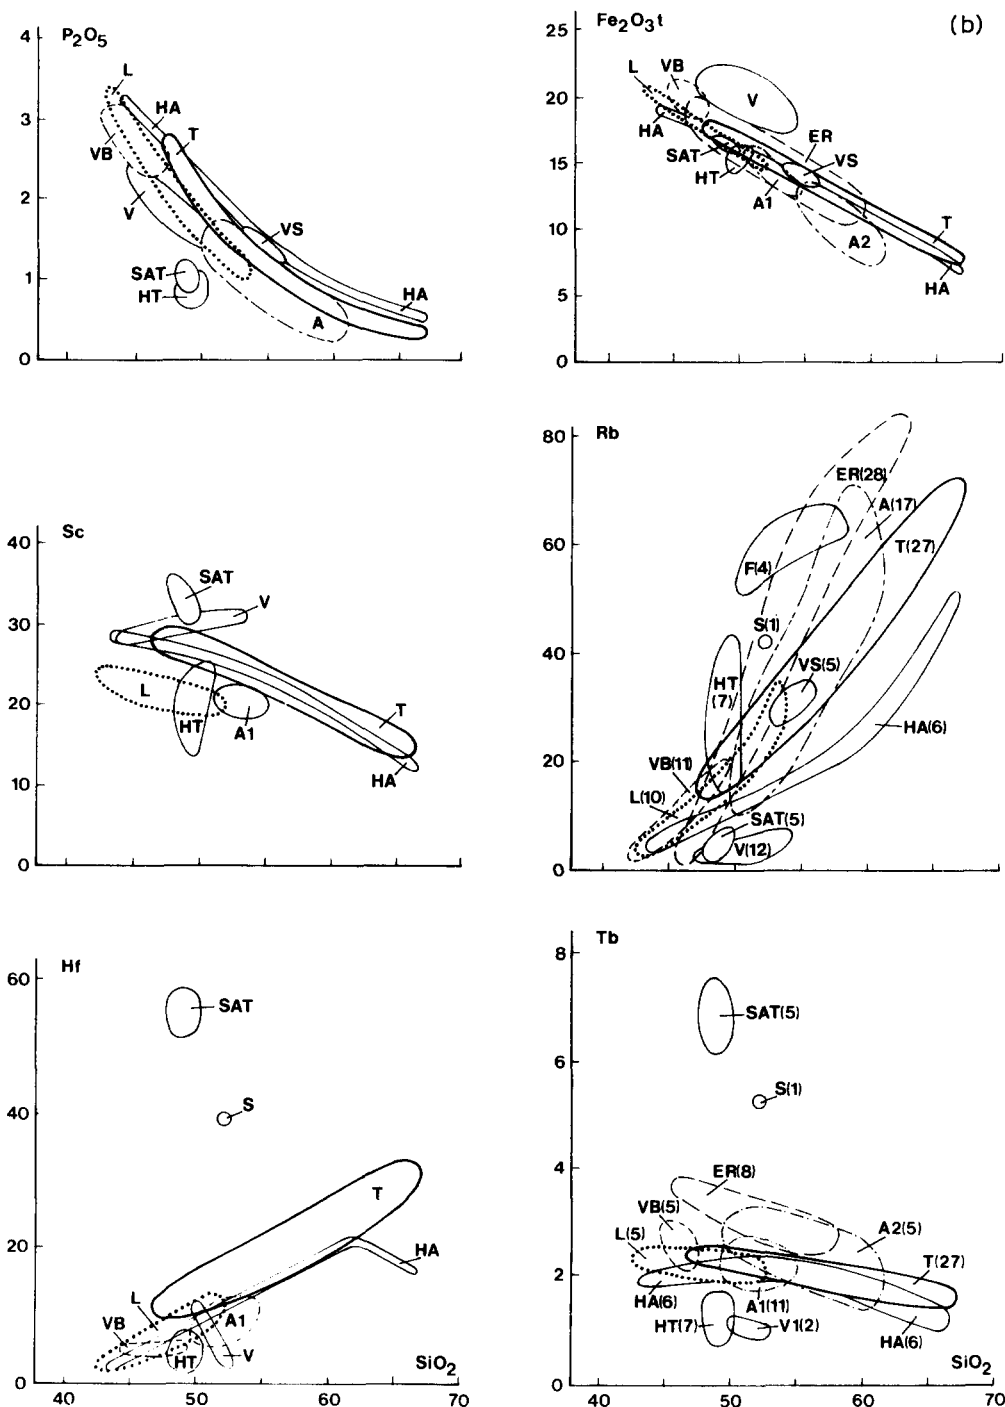 P2O5
4
3
2
1
0
L
HA
T
VB
V
VS
SAT
HT
A
HA
(b)
Fe2O3t
25
20
15
10
5
0
L
VB
V
HA
ER
VS
SAT
HT
A1
A2
T
HA
Sc
40
30
20
10
0
SAT
V
L
HT
A1
T
HA
Rb
80
60
40
20
0
ER(28)
A(17)
T(27)
F(4)
S(1)
VS(5)
HT
(7)
HA(6)
VB(11)
L(10)
SAT(5)
V(12)
Hf
60
40
20
0
SAT
S
T
HA
L
VB
A1
HT
V
SiO2
40 50 60 70
Tb
8
6
4
2
0
SAT(5)
S(1)
ER(8)
VB(5)
L(5)
A2(5)
T(27)
HA(6)
A1(11)
HT(7)
V1(2)
HA(6)
SiO2
40 50 60 70